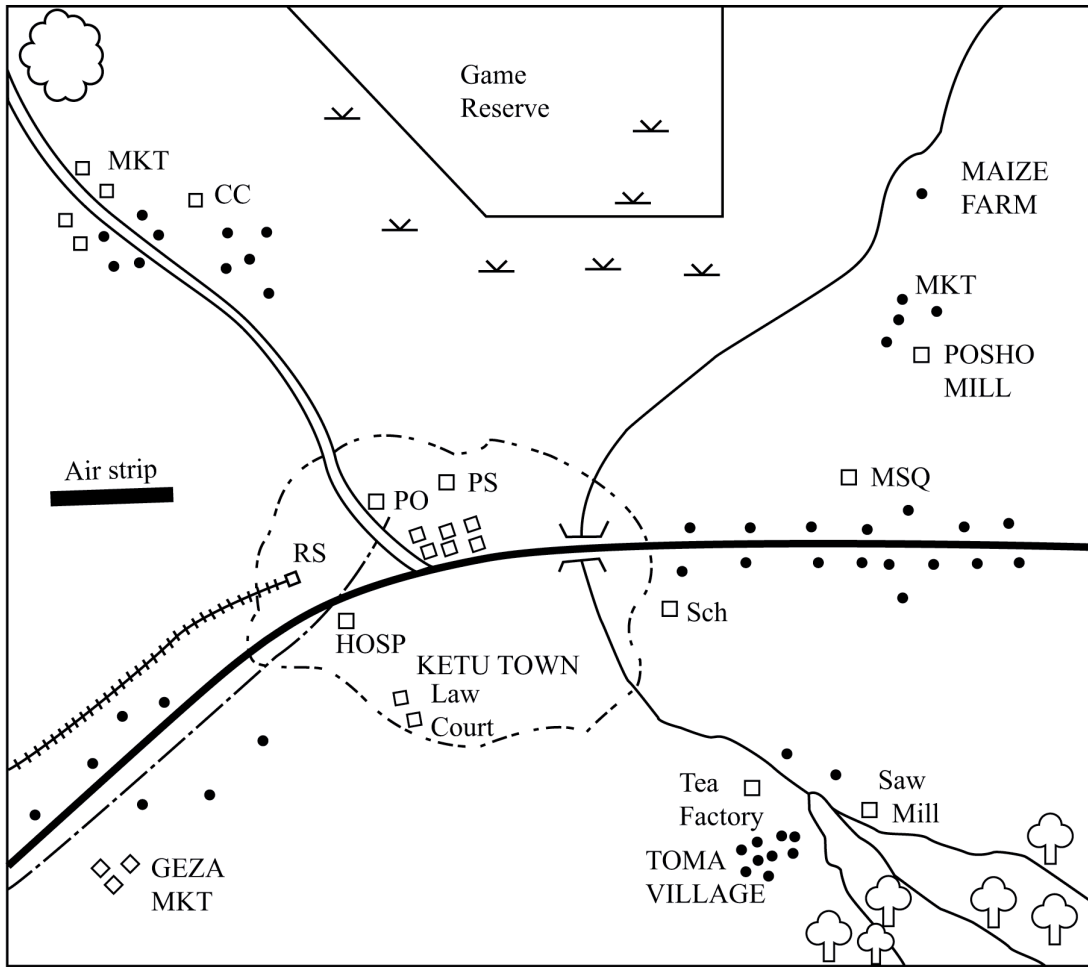 Game
Reserve
MKT
CC
MAIZE
FARM
MKT
POSHO
MILL
Air strip
PS
PO
MSQ
RS
Sch
HOSP
KETU TOWN
Law
Court
Tea
Factory
Saw
Mill
TOMA
VILLAGE
GEZA
MKT